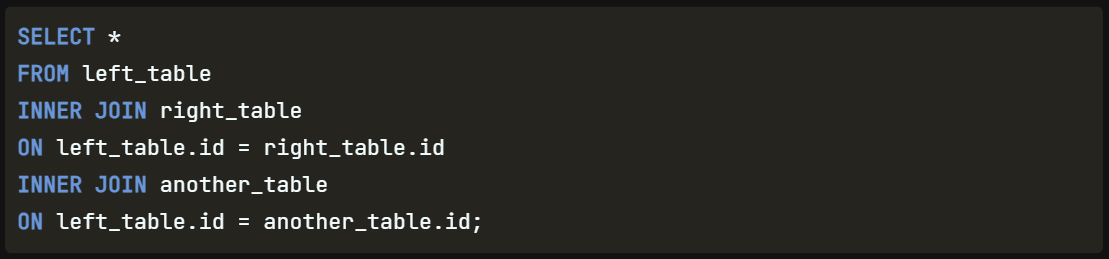 SELECT *
FROM left_table
INNER JOIN right_table
ON left_table.id = right_table.id
INNER JOIN another_table
ON left_table.id = another_table.id;